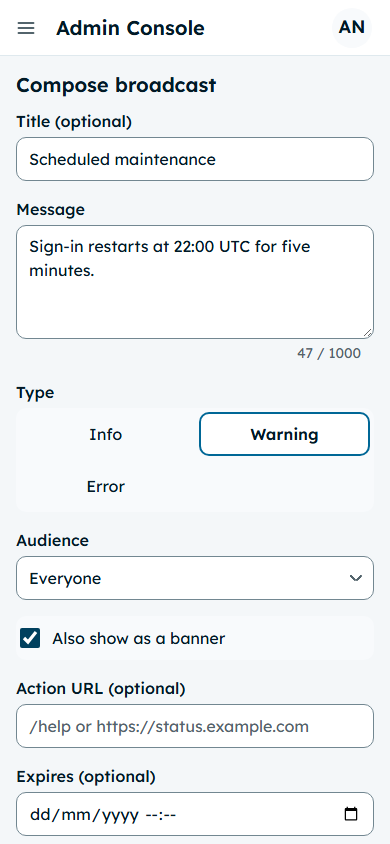 Admin Console
AN
Compose broadcast
Title (optional)
Scheduled maintenance
Message
Sign-in restarts at 22:00 UTC for five
minutes.
47 / 1000
Type
Info
Warning
Error
Audience
Everyone
Also show as a banner
Action URL (optional)
/help or https://status.example.com
Expires (optional)
dd/mm/yyyy --:--